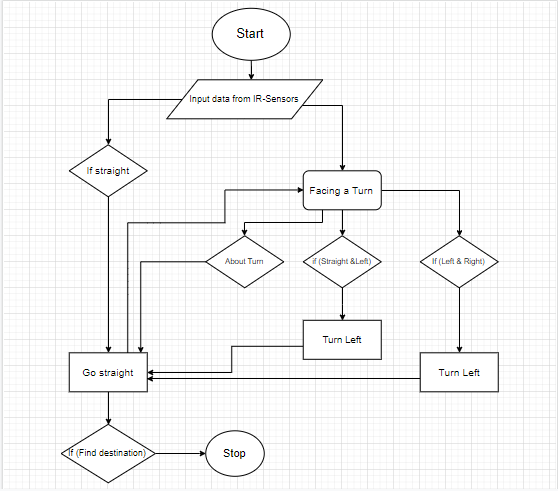 Start
Input data from IR-Sensors
If straight
Facing a Turn
About Turn
if (Straight &Left)
If (Left & Right)
Turn Left
Go straight
Turn Left
If (Find destination)
Stop